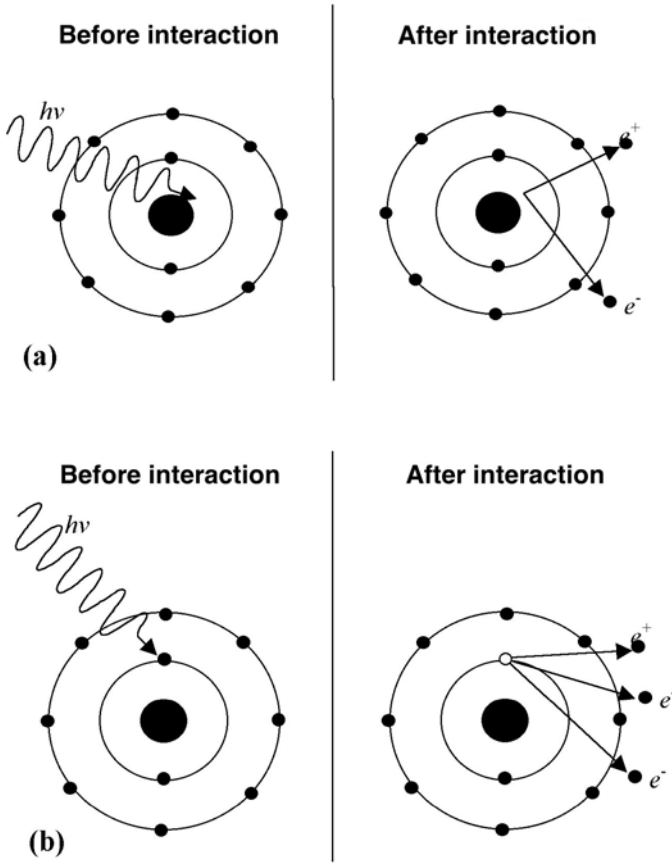 Before interaction
After interaction
hν
e⁺
e⁻
(a)
Before interaction
After interaction
hν
e⁺
e⁻
e⁻
(b)